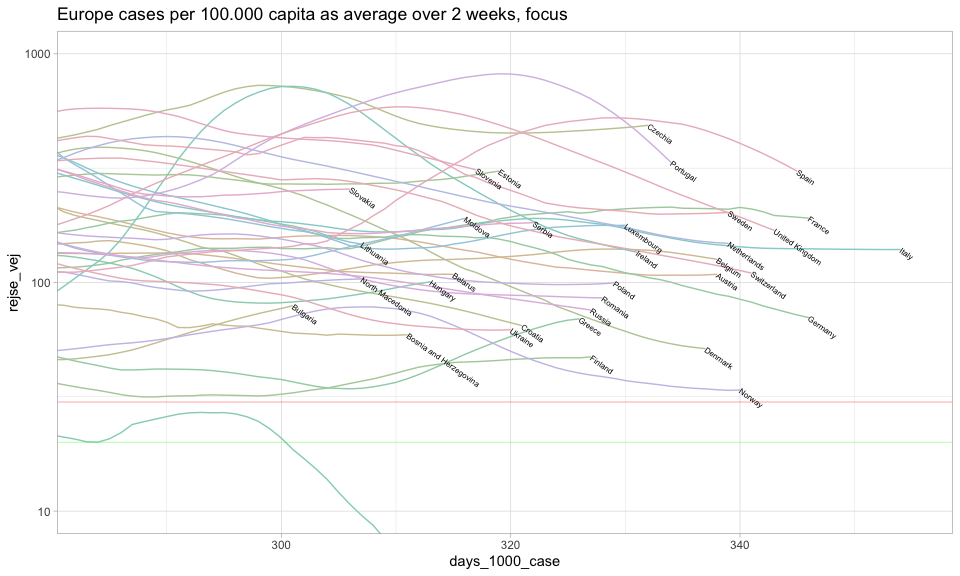 Europe cases per 100.000 capita as average over 2 weeks, focus
1000
100
10
rejse_vej
Czechia
Portugal
Spain
Estonia
Slovenia
Slovakia
Moldova
Serbia
Sweden
France
United Kingdom
Italy
Luxembourg
Netherlands
Lithuania
Ireland
Belgium
Switzerland
Austria
Belarus
Poland
North Macedonia
Hungary
Romania
Bulgaria
Russia
Greece
Germany
Croatia
Ukraine
Bosnia and Herzegovina
Denmark
Finland
Norway
300
320
340
days_1000_case